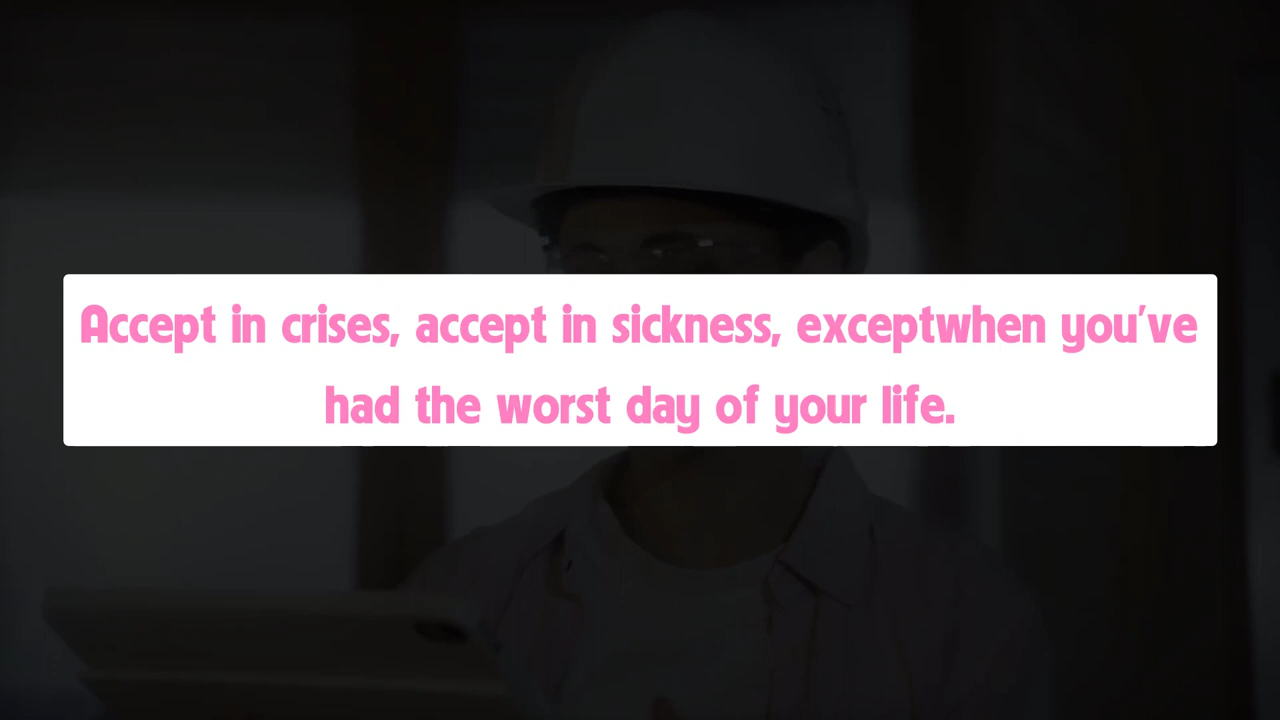 Accept in crises, accept in sickness, exceptwhen you've
had the worst day of your life.